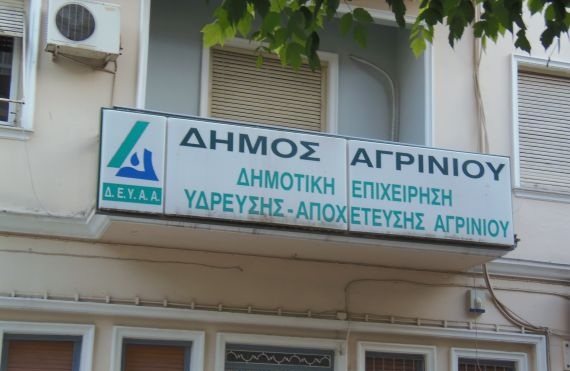 ΔΗΜΟΣ ΑΓΡΙΝΙΟΥ
ΔΗΜΟΤΙΚΗ ΕΠΙΧΕΙΡΗΣΗ
ΥΔΡΕΥΣΗΣ-ΑΠΟΧΕΤΕΥΣΗΣ ΑΓΡΙΝΙΟΥ
Δ.Ε.Υ.Α.Α.